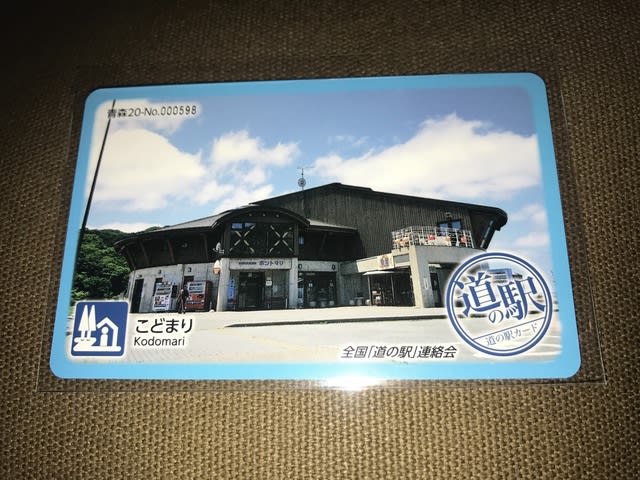 青森20-No.000598
ポントマリ
こどまり
Kodomari
全国「道の駅」連絡会
道の駅
道の駅カード